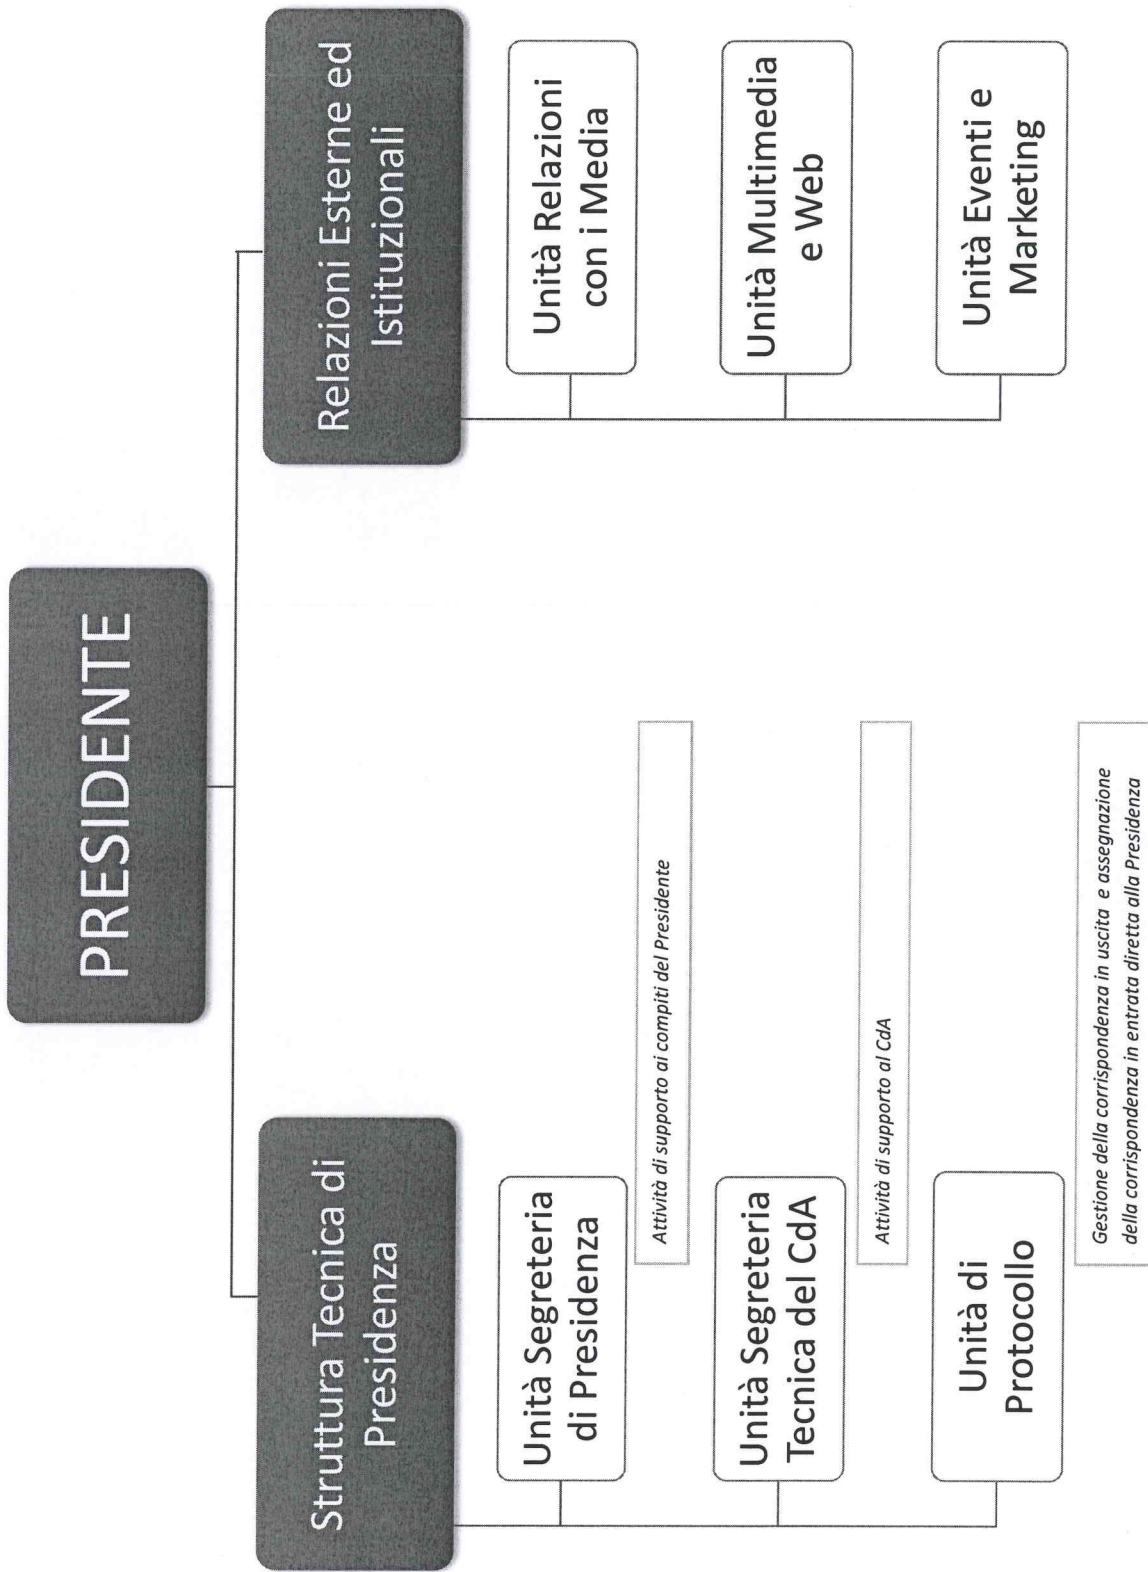 PRESIDENTE
Struttura Tecnica di
Presidenza
Unità Segreteria
di Presidenza
Attività di supporto ai compiti del Presidente
Unità Segreteria
Tecnica del CdA
Attività di supporto al CdA
Unità di
Protocollo
Gestione della corrispondenza in uscita e assegnazione
della corrispondenza in entrata diretta alla Presidenza
Relazioni Esterne ed
Istituzionali
Unità Relazioni
con i Media
Unità Multimedia
e Web
Unità Eventi e
Marketing